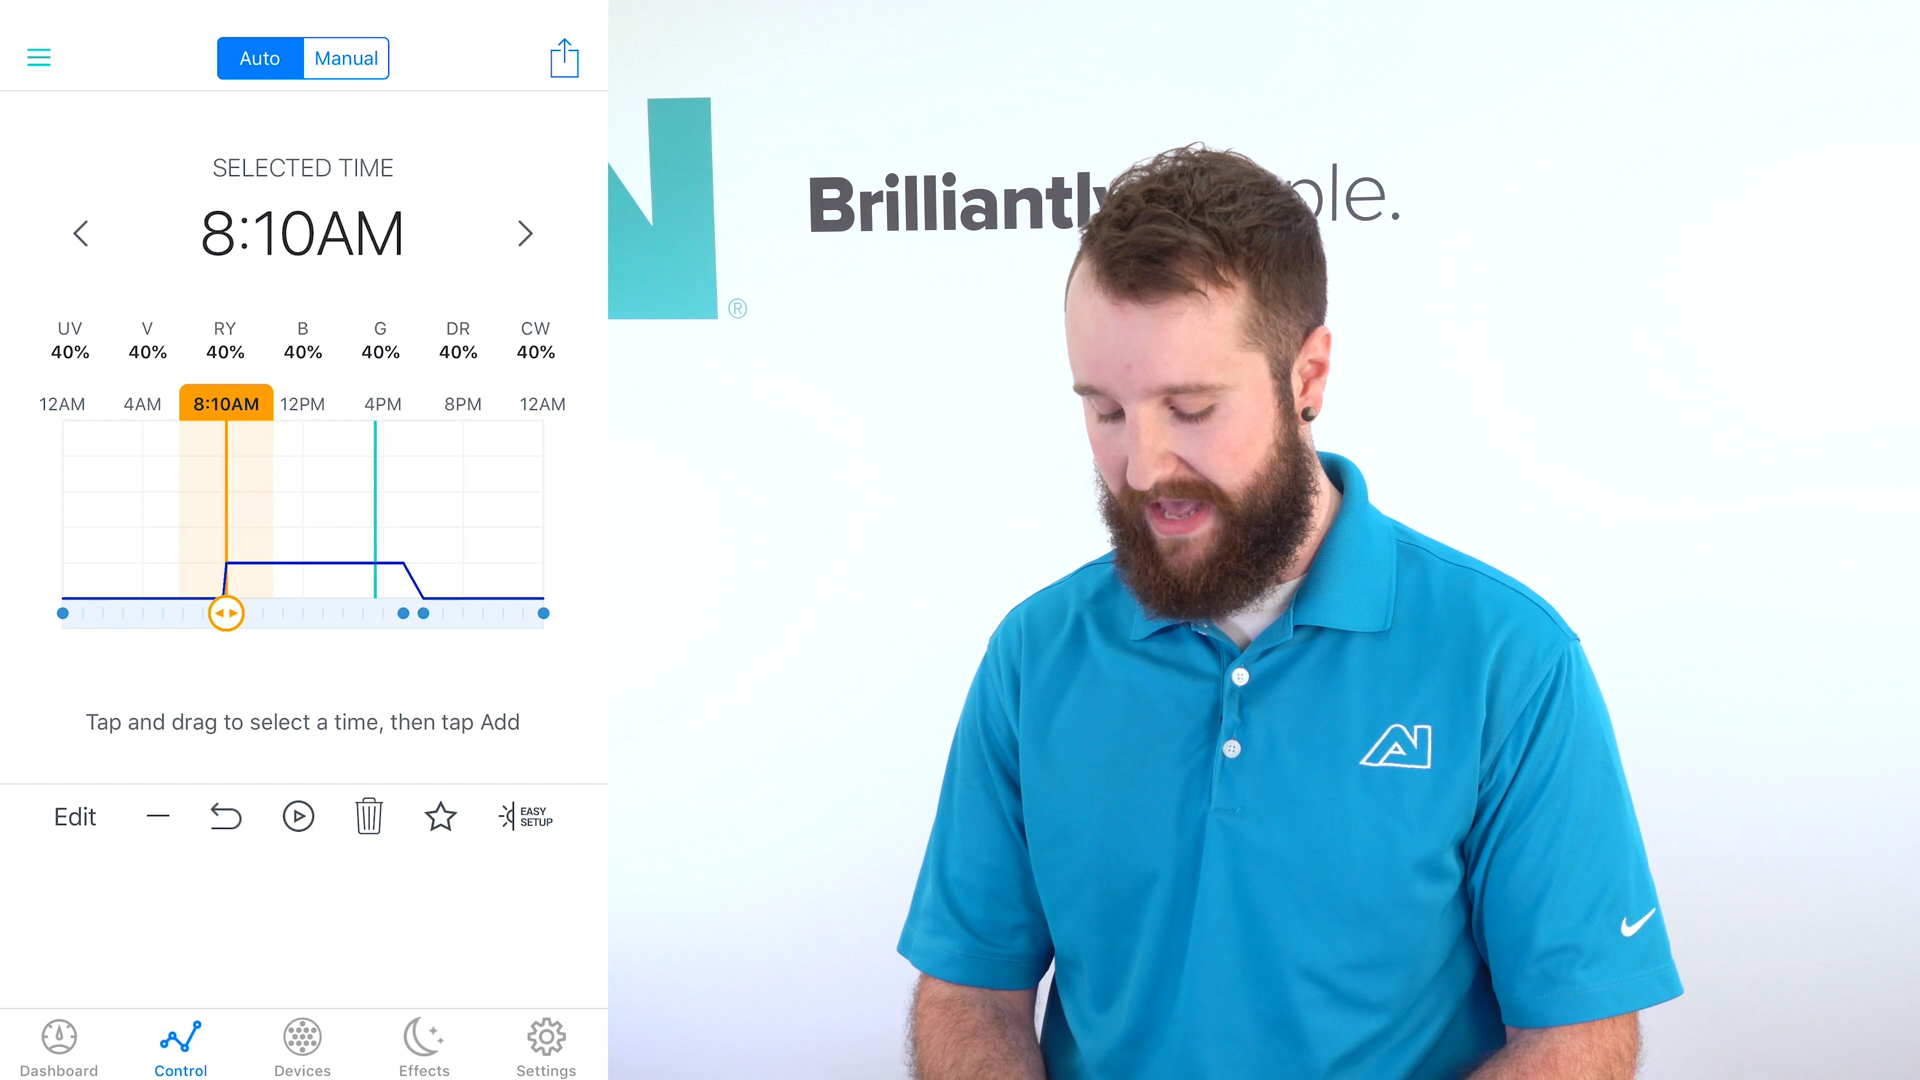 Auto Manual
SELECTED TIME
8:10AM
UV V RY B G DR CW
40% 40% 40% 40% 40% 40% 40%
12AM 4AM 8:10AM 12PM 4PM 8PM 12AM
Tap and drag to select a time, then tap Add
Edit
EASY
SETUP
Dashboard Control Devices Effects Settings
N
®
Brilliantly ple.
AI